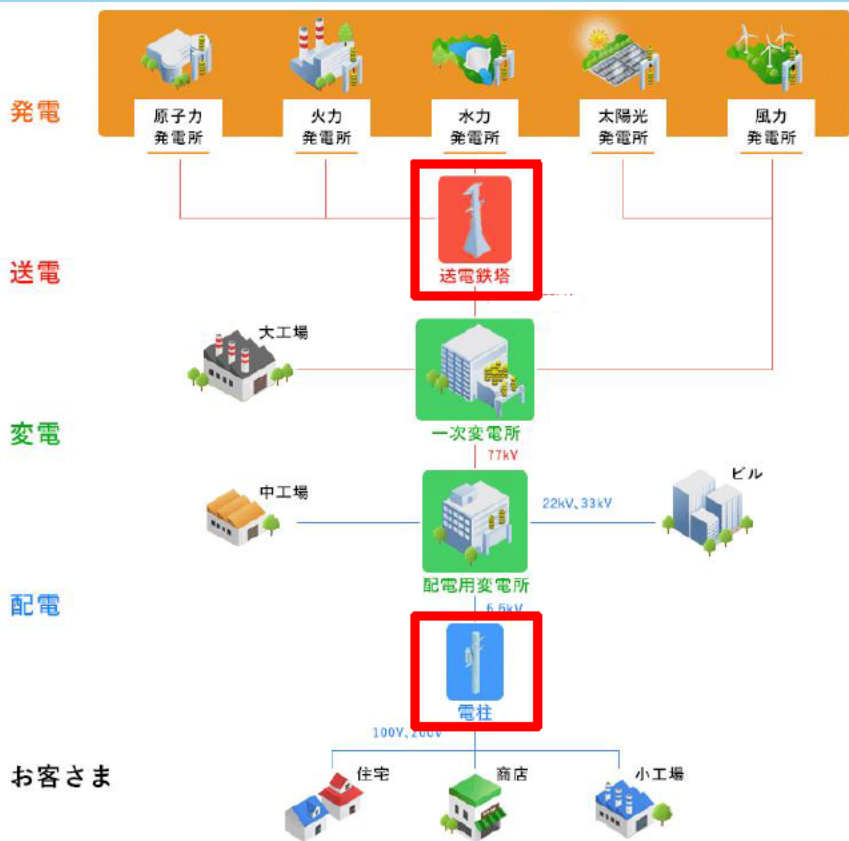 発電
原子力
発電所
火力
発電所
水力
発電所
太陽光
発電所
風力
発電所
送電
送電鉄塔
大工場
一次変電所
変電
77kV
中工場
22kV、33kV
ビル
配電用変電所
配電
6.6kV
電柱
100V、200V
お客さま
住宅
商店
小工場